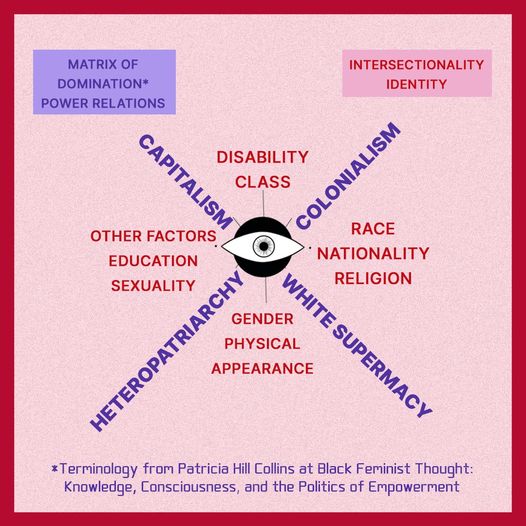 MATRIX OF
DOMINATION*
POWER RELATIONS
INTERSECTIONALITY
IDENTITY
CAPITALISM
COLONIALISM
DISABILITY
CLASS
OTHER FACTORS
EDUCATION
SEXUALITY
RACE
NATIONALITY
RELIGION
HETEROPATRIARCHY
WHITE SUPERMACY
GENDER
PHYSICAL
APPEARANCE
*Terminology from Patricia Hill Collins at Black Feminist Thought:
Knowledge, Consciousness, and the Politics of Empowerment